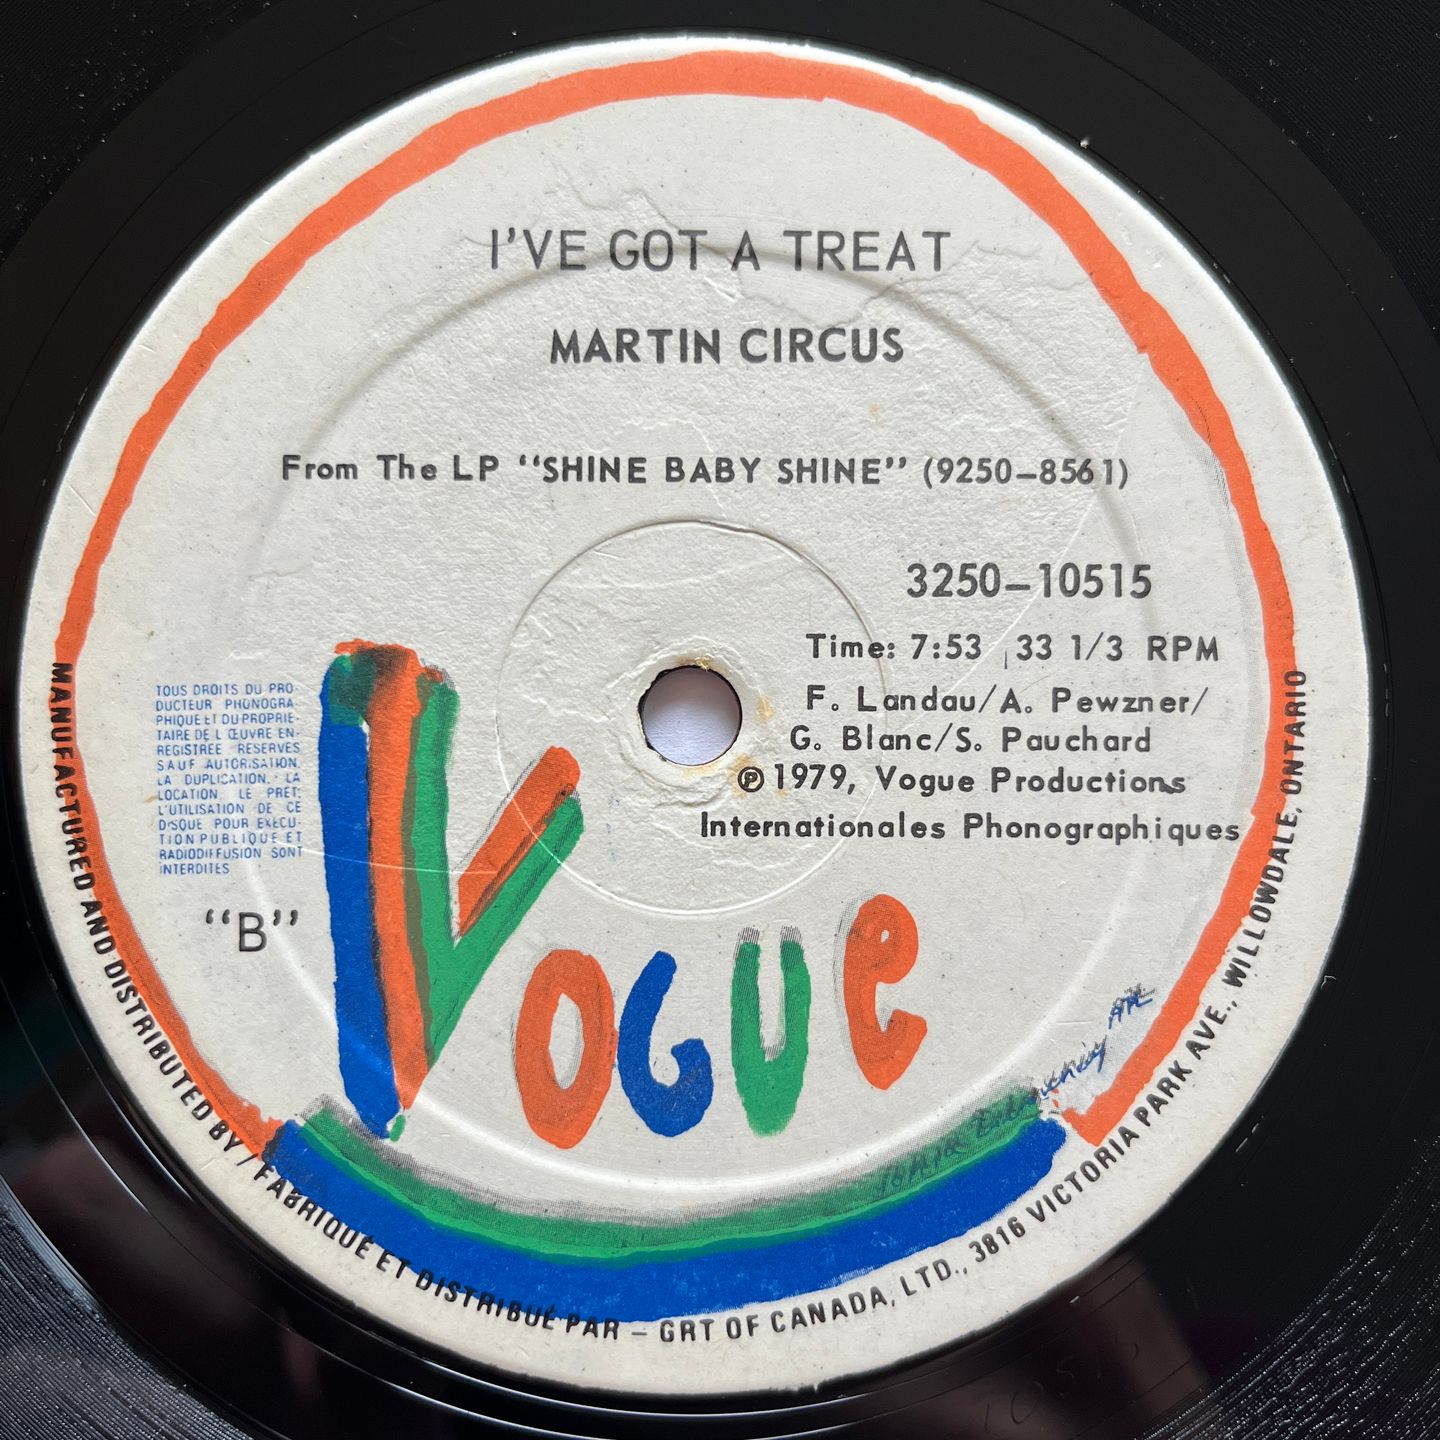 I'VE GOT A TREAT
MARTIN CIRCUS
From The LP "SHINE BABY SHINE" (9250-8561)
3250-10515
Time: 7:53 33 1/3 RPM
F. Landau/A. Pewzner/
G. Blanc/S. Pauchard
℗ 1979, Vogue Productions
Internationales Phonographiques
TOUS DROITS DU PRO-
DUCTEUR PHONOGRA-
PHIQUE ET DU PROPRIE-
TAIRE DE L ŒUVRE EN-
REGISTREE RESERVES
SAUF AUTORISATION,
LA DUPLICATION, LA
LOCATION, LE PRET,
L'UTILISATION DE CE
DISQUE POUR EXECU-
TION PUBLIQUE ET
RADIODIFFUSION SONT
INTERDITES
"B"
VOGUE
MANUFACTURED AND DISTRIBUTED BY / FABRIQUÉ ET DISTRIBUÉ PAR – GRT OF CANADA, LTD., 3816 VICTORIA PARK AVE., WILLOWDALE, ONTARIO